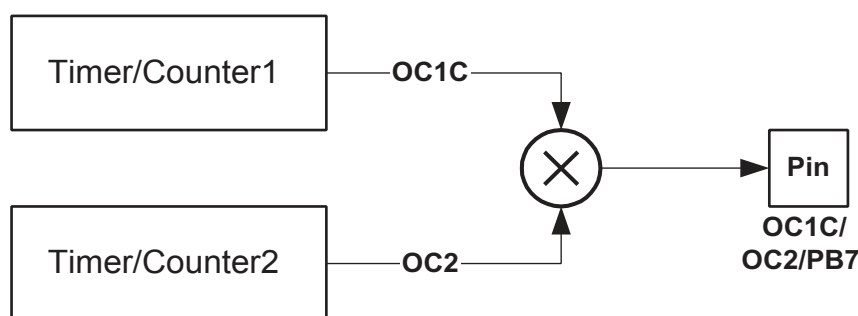 Timer/Counter1
OC1C
Pin
OC1C/
OC2/PB7
Timer/Counter2
OC2